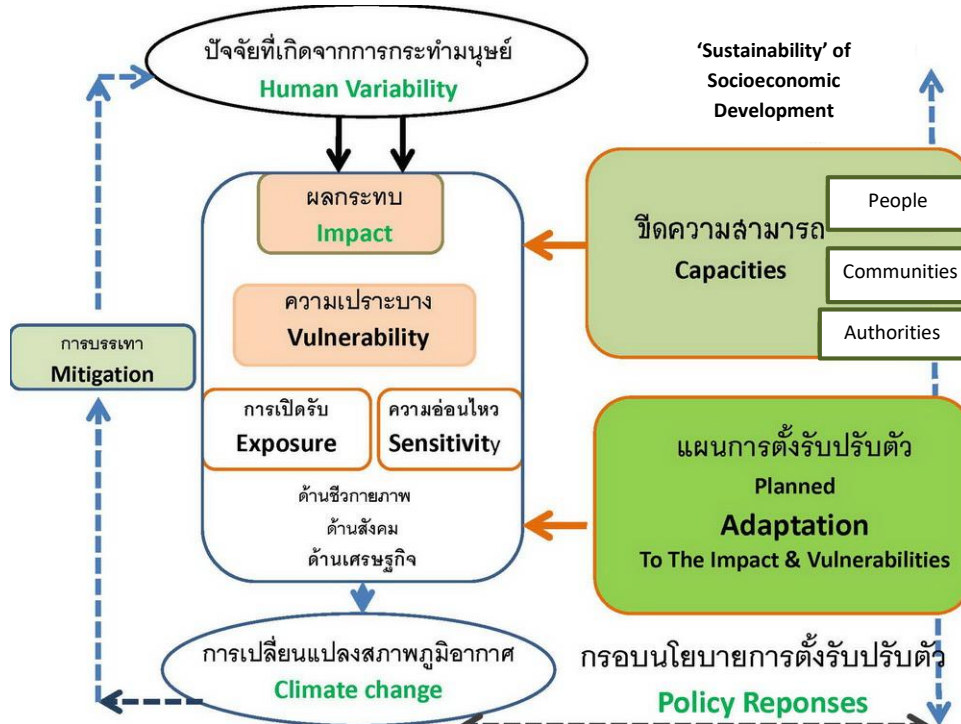 ปัจจัยที่เกิดจากการกระทำมนุษย์
Human Variability
'Sustainability' of
Socioeconomic
Development
ผลกระทบ
Impact
ความเปราะบาง
Vulnerability
การเปิดรับ
Exposure
ความอ่อนไหว
Sensitivity
ด้านชีวกายภาพ
ด้านสังคม
ด้านเศรษฐกิจ
การบรรเทา
Mitigation
ขีดความสามารถ
Capacities
People
Communities
Authorities
แผนการตั้งรับปรับตัว
Planned
Adaptation
To The Impact & Vulnerabilities
การเปลี่ยนแปลงสภาพภูมิอากาศ
Climate change
กรอบนโยบายการตั้งรับปรับตัว
Policy Reponses